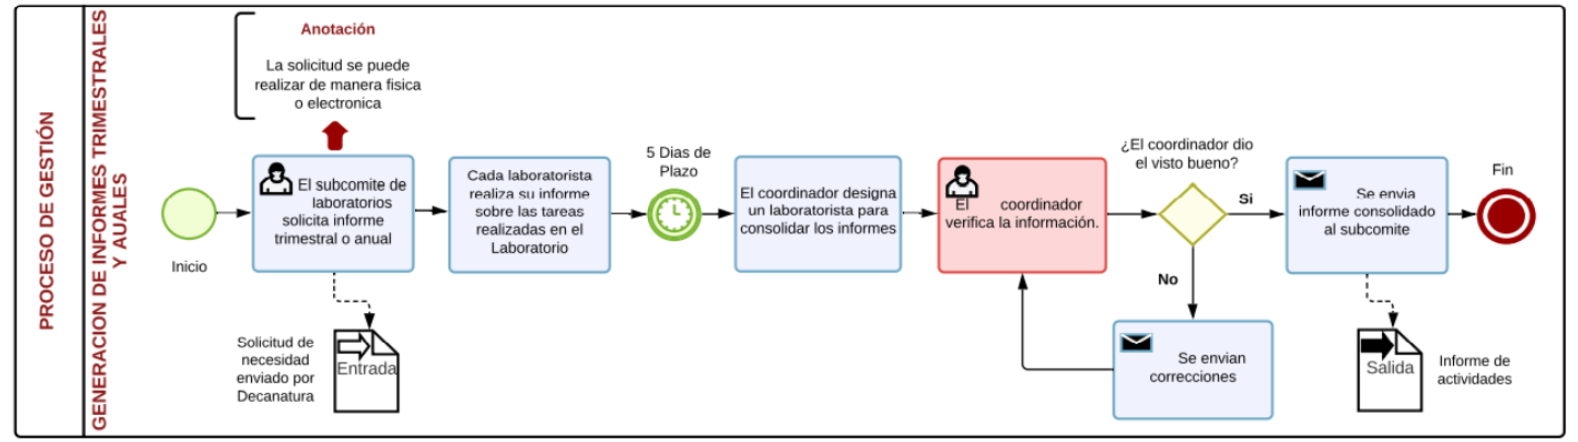 PROCESO DE GESTIÓN
GENERACION DE INFORMES TRIMESTRALES
Y AUALES
Anotación
La solicitud se puede
realizar de manera fisica
o electronica
Inicio
El subcomite de
laboratorios
solicita informe
trimestral o anual
Solicitud de
necesidad
enviado por
Decanatura
Entrada
Cada laboratorista
realiza su informe
sobre las tareas
realizadas en el
Laboratorio
5 Dias de
Plazo
El coordinador designa
un laboratorista para
consolidar los informes
El coordinador
verifica la información.
¿El coordinador dio
el visto bueno?
Si
No
Se envian
correcciones
Se envia
informe consolidado
al subcomite
Salida
Informe de
actividades
Fin